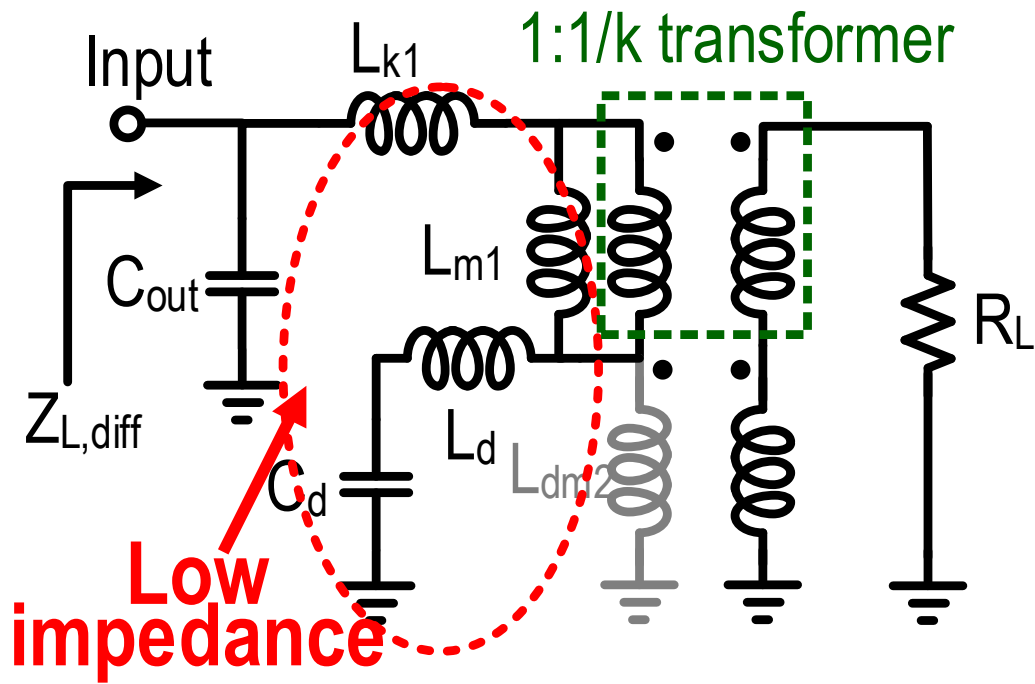 1:1/k transformer
Input
Lk1
Lm1
Cout
RL
ZL,diff
Ld
Ldm2
Cd
Low
impedance